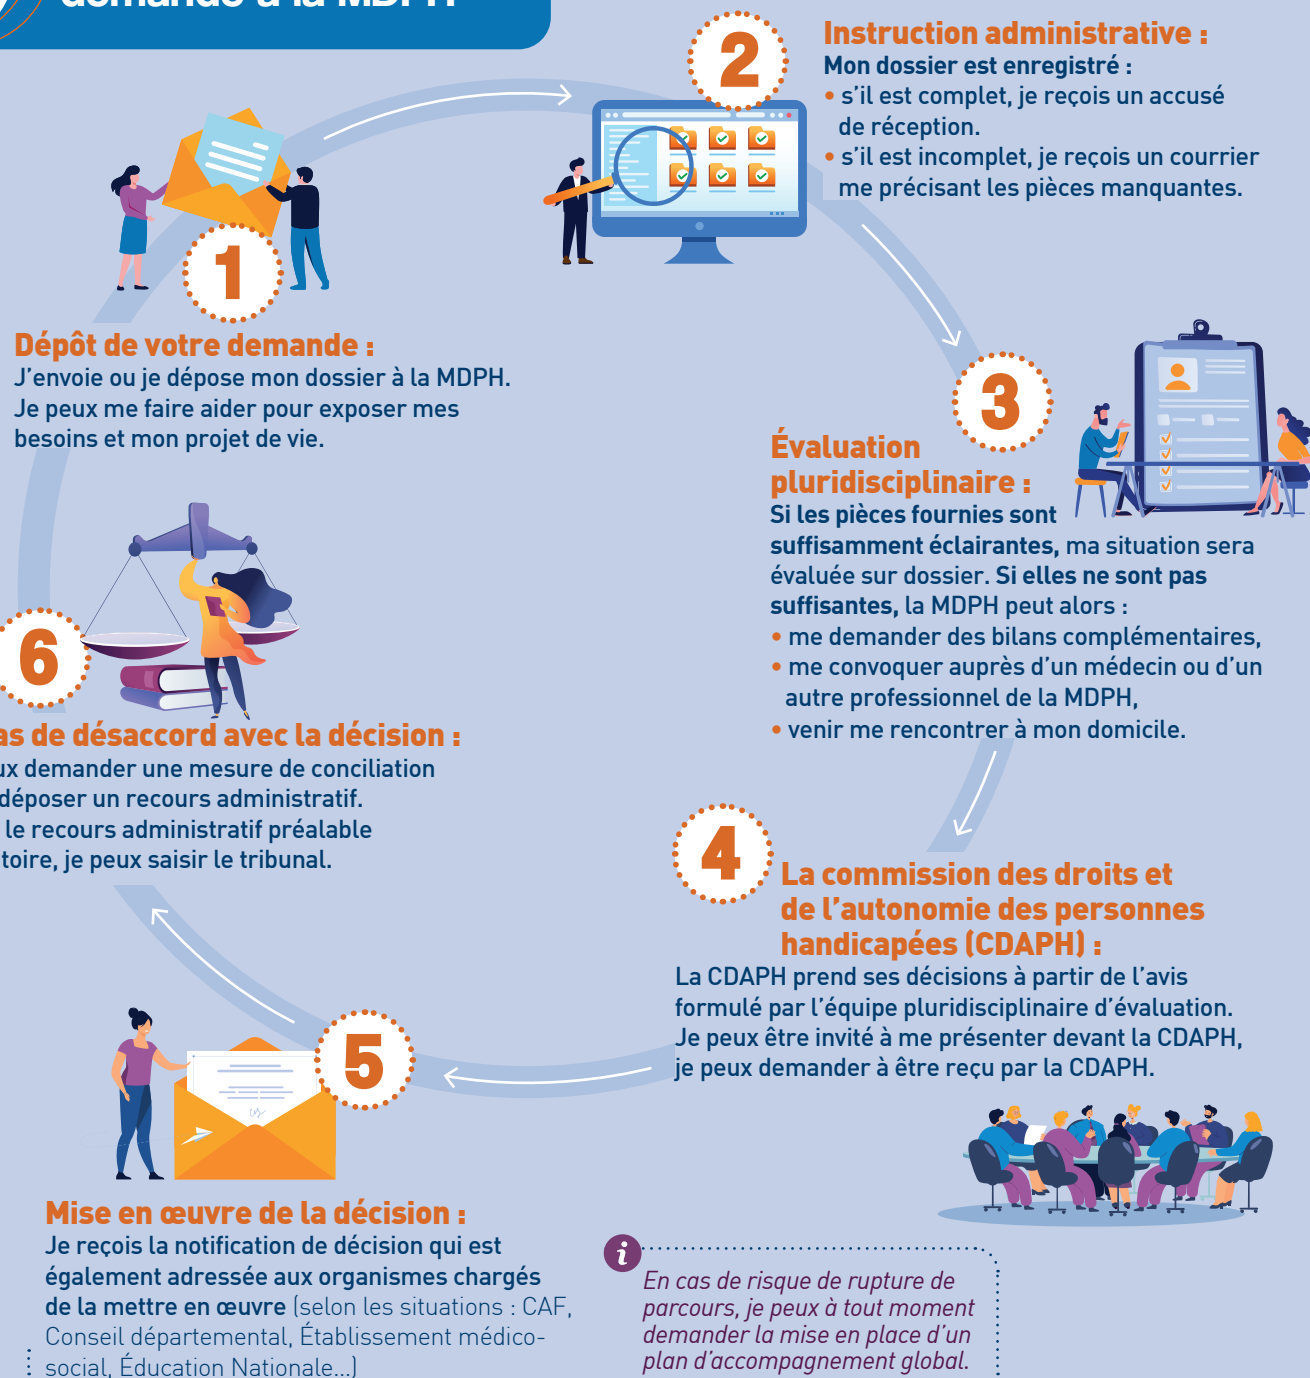 demande à la MDPH
1
Dépôt de votre demande :
J’envoie ou je dépose mon dossier à la MDPH.
Je peux me faire aider pour exposer mes
besoins et mon projet de vie.
2
Instruction administrative :
Mon dossier est enregistré :
• s’il est complet, je reçois un accusé
de réception.
• s’il est incomplet, je reçois un courrier
me précisant les pièces manquantes.
3
Évaluation
pluridisciplinaire :
Si les pièces fournies sont
suffisamment éclairantes, ma situation sera
évaluée sur dossier. Si elles ne sont pas
suffisantes, la MDPH peut alors :
• me demander des bilans complémentaires,
• me convoquer auprès d’un médecin ou d’un
autre professionnel de la MDPH,
• venir me rencontrer à mon domicile.
4
La commission des droits et
de l’autonomie des personnes
handicapées (CDAPH) :
La CDAPH prend ses décisions à partir de l’avis
formulé par l’équipe pluridisciplinaire d’évaluation.
Je peux être invité à me présenter devant la CDAPH,
je peux demander à être reçu par la CDAPH.
5
Mise en œuvre de la décision :
Je reçois la notification de décision qui est
également adressée aux organismes chargés
de la mettre en œuvre (selon les situations : CAF,
Conseil départemental, Établissement médico-
social, Éducation Nationale...)
6
de désaccord avec la décision :
demander une mesure de conciliation
déposer un recours administratif.
le recours administratif préalable
je peux saisir le tribunal.
i
En cas de risque de rupture de
parcours, je peux à tout moment
demander la mise en place d’un
plan d’accompagnement global.